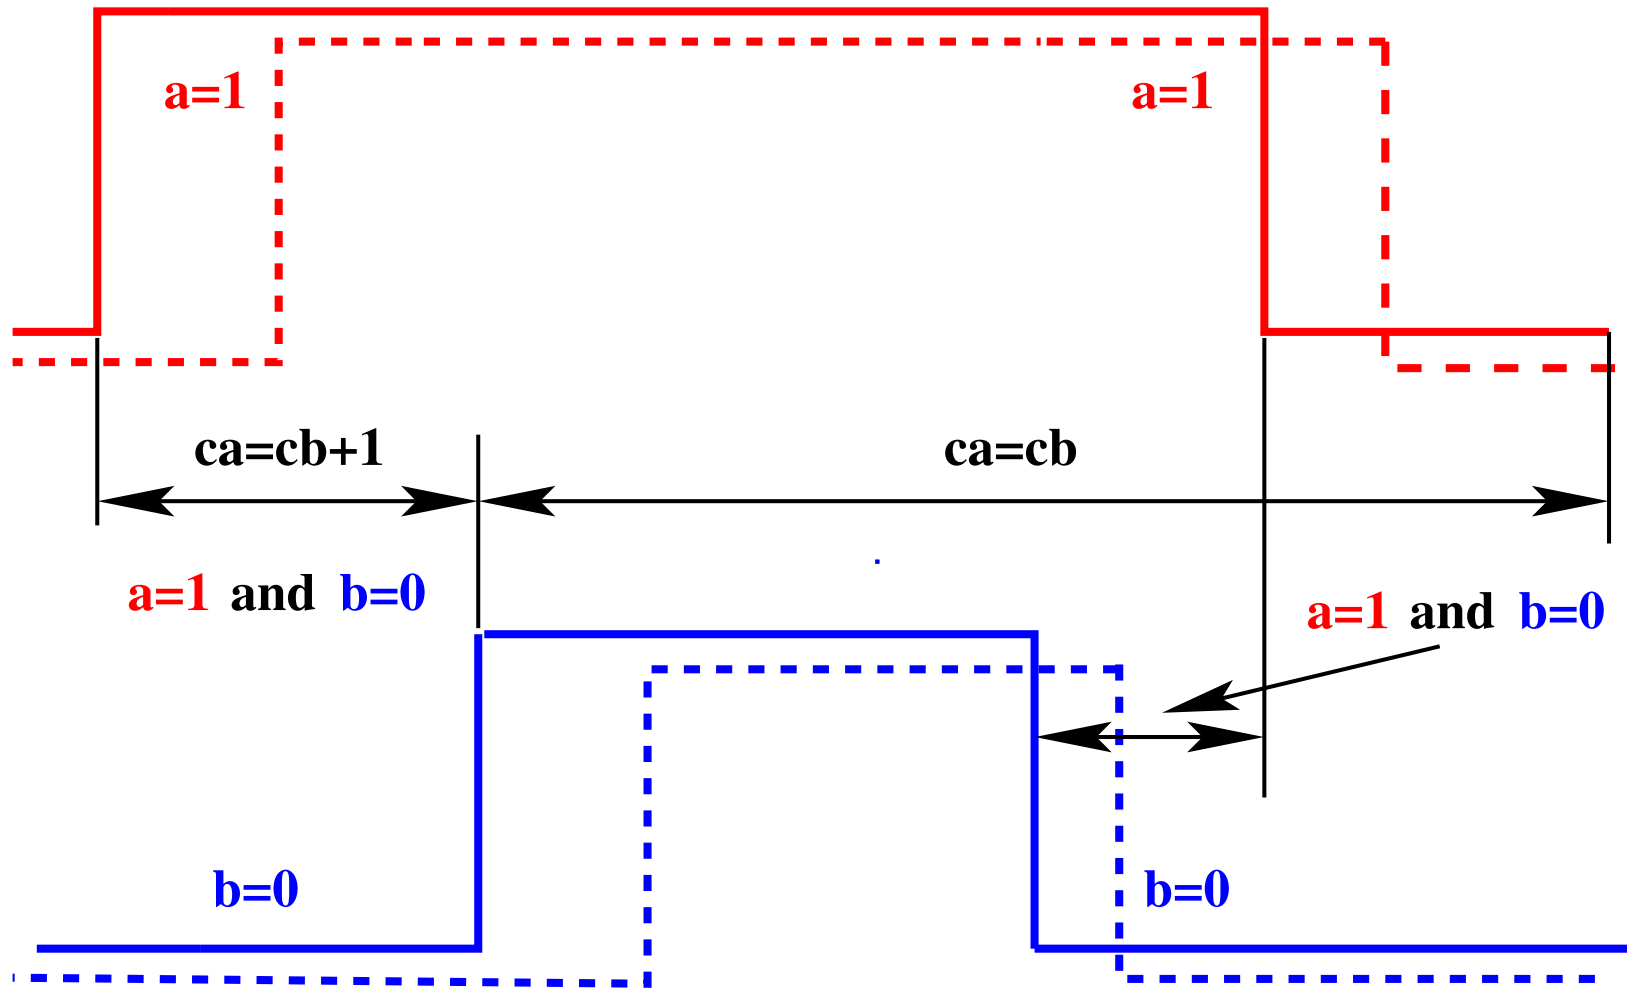 a=1 a=1
ca=cb+1 ca=cb
a=1 and b=0
a=1 and b=0
b=0 b=0